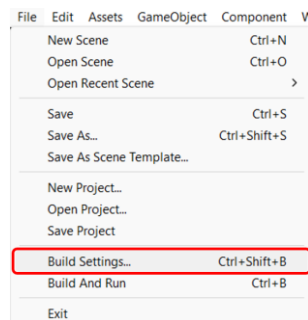 File Edit Assets GameObject Component
New Scene Ctrl+N
Open Scene Ctrl+O
Open Recent Scene >
Save Ctrl+S
Save As... Ctrl+Shift+S
Save As Scene Template...
New Project...
Open Project...
Save Project
Build Settings... Ctrl+Shift+B
Build And Run Ctrl+B
Exit